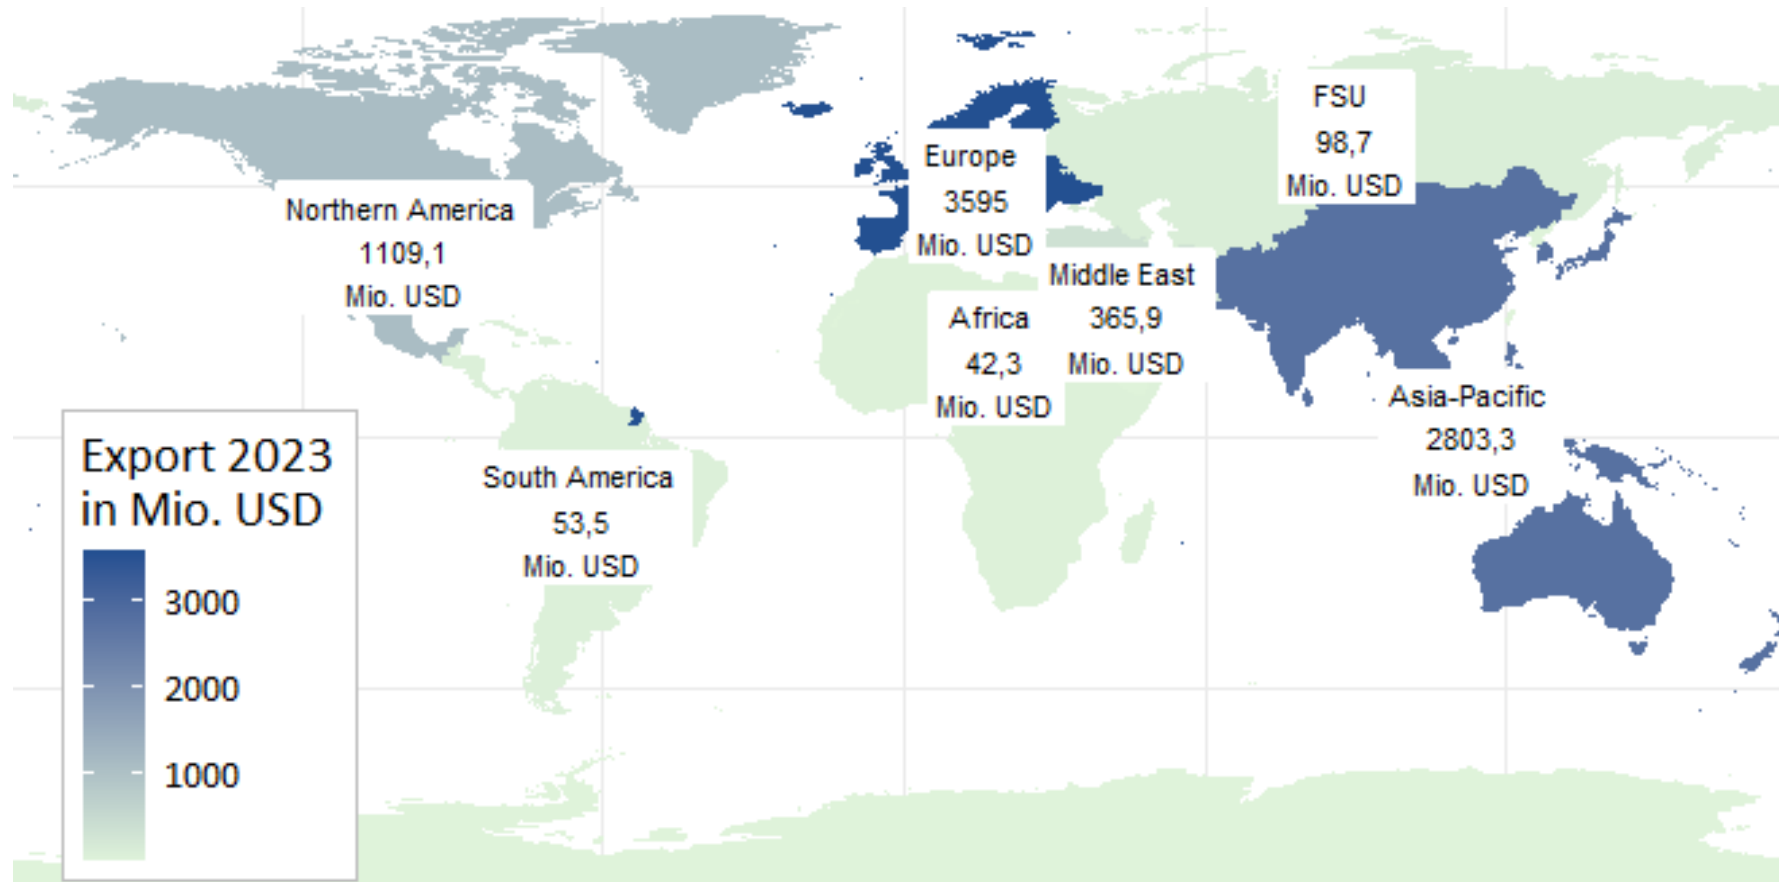 FSU
98,7
Mio. USD
Europe
3595
Mio. USD
Northern America
1109,1
Mio. USD
Middle East
365,9
Mio. USD
Africa
42,3
Mio. USD
Asia-Pacific
2803,3
Mio. USD
South America
53,5
Mio. USD
Export 2023
in Mio. USD
3000
2000
1000